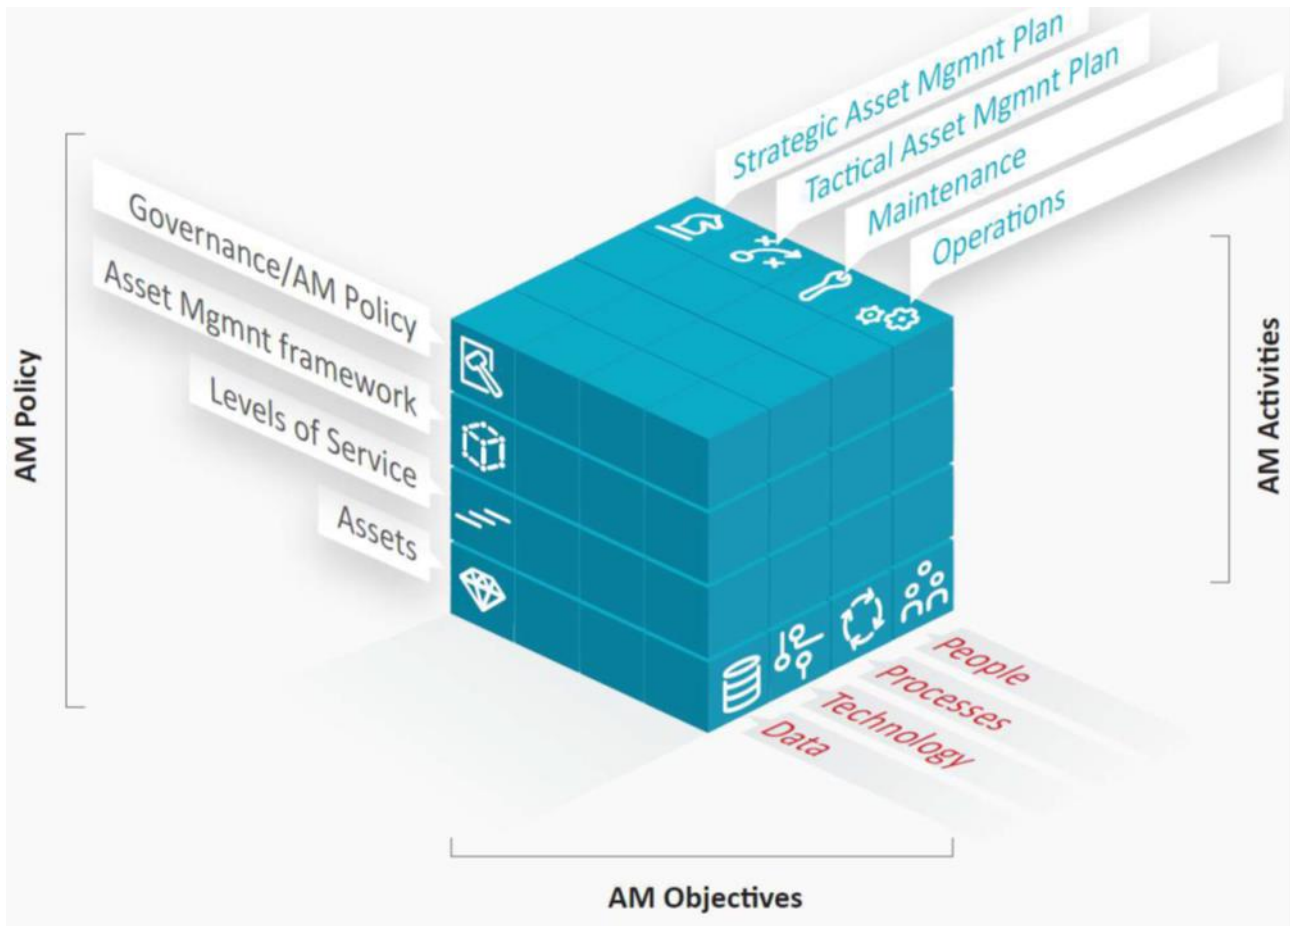 Strategic Asset Mgmnt Plan
Tactical Asset Mgmnt Plan
Maintenance
Operations
Governance/AM Policy
Asset Mgmnt framework
Levels of Service
Assets
AM Policy
AM Activities
People
Processes
Technology
Data
AM Objectives